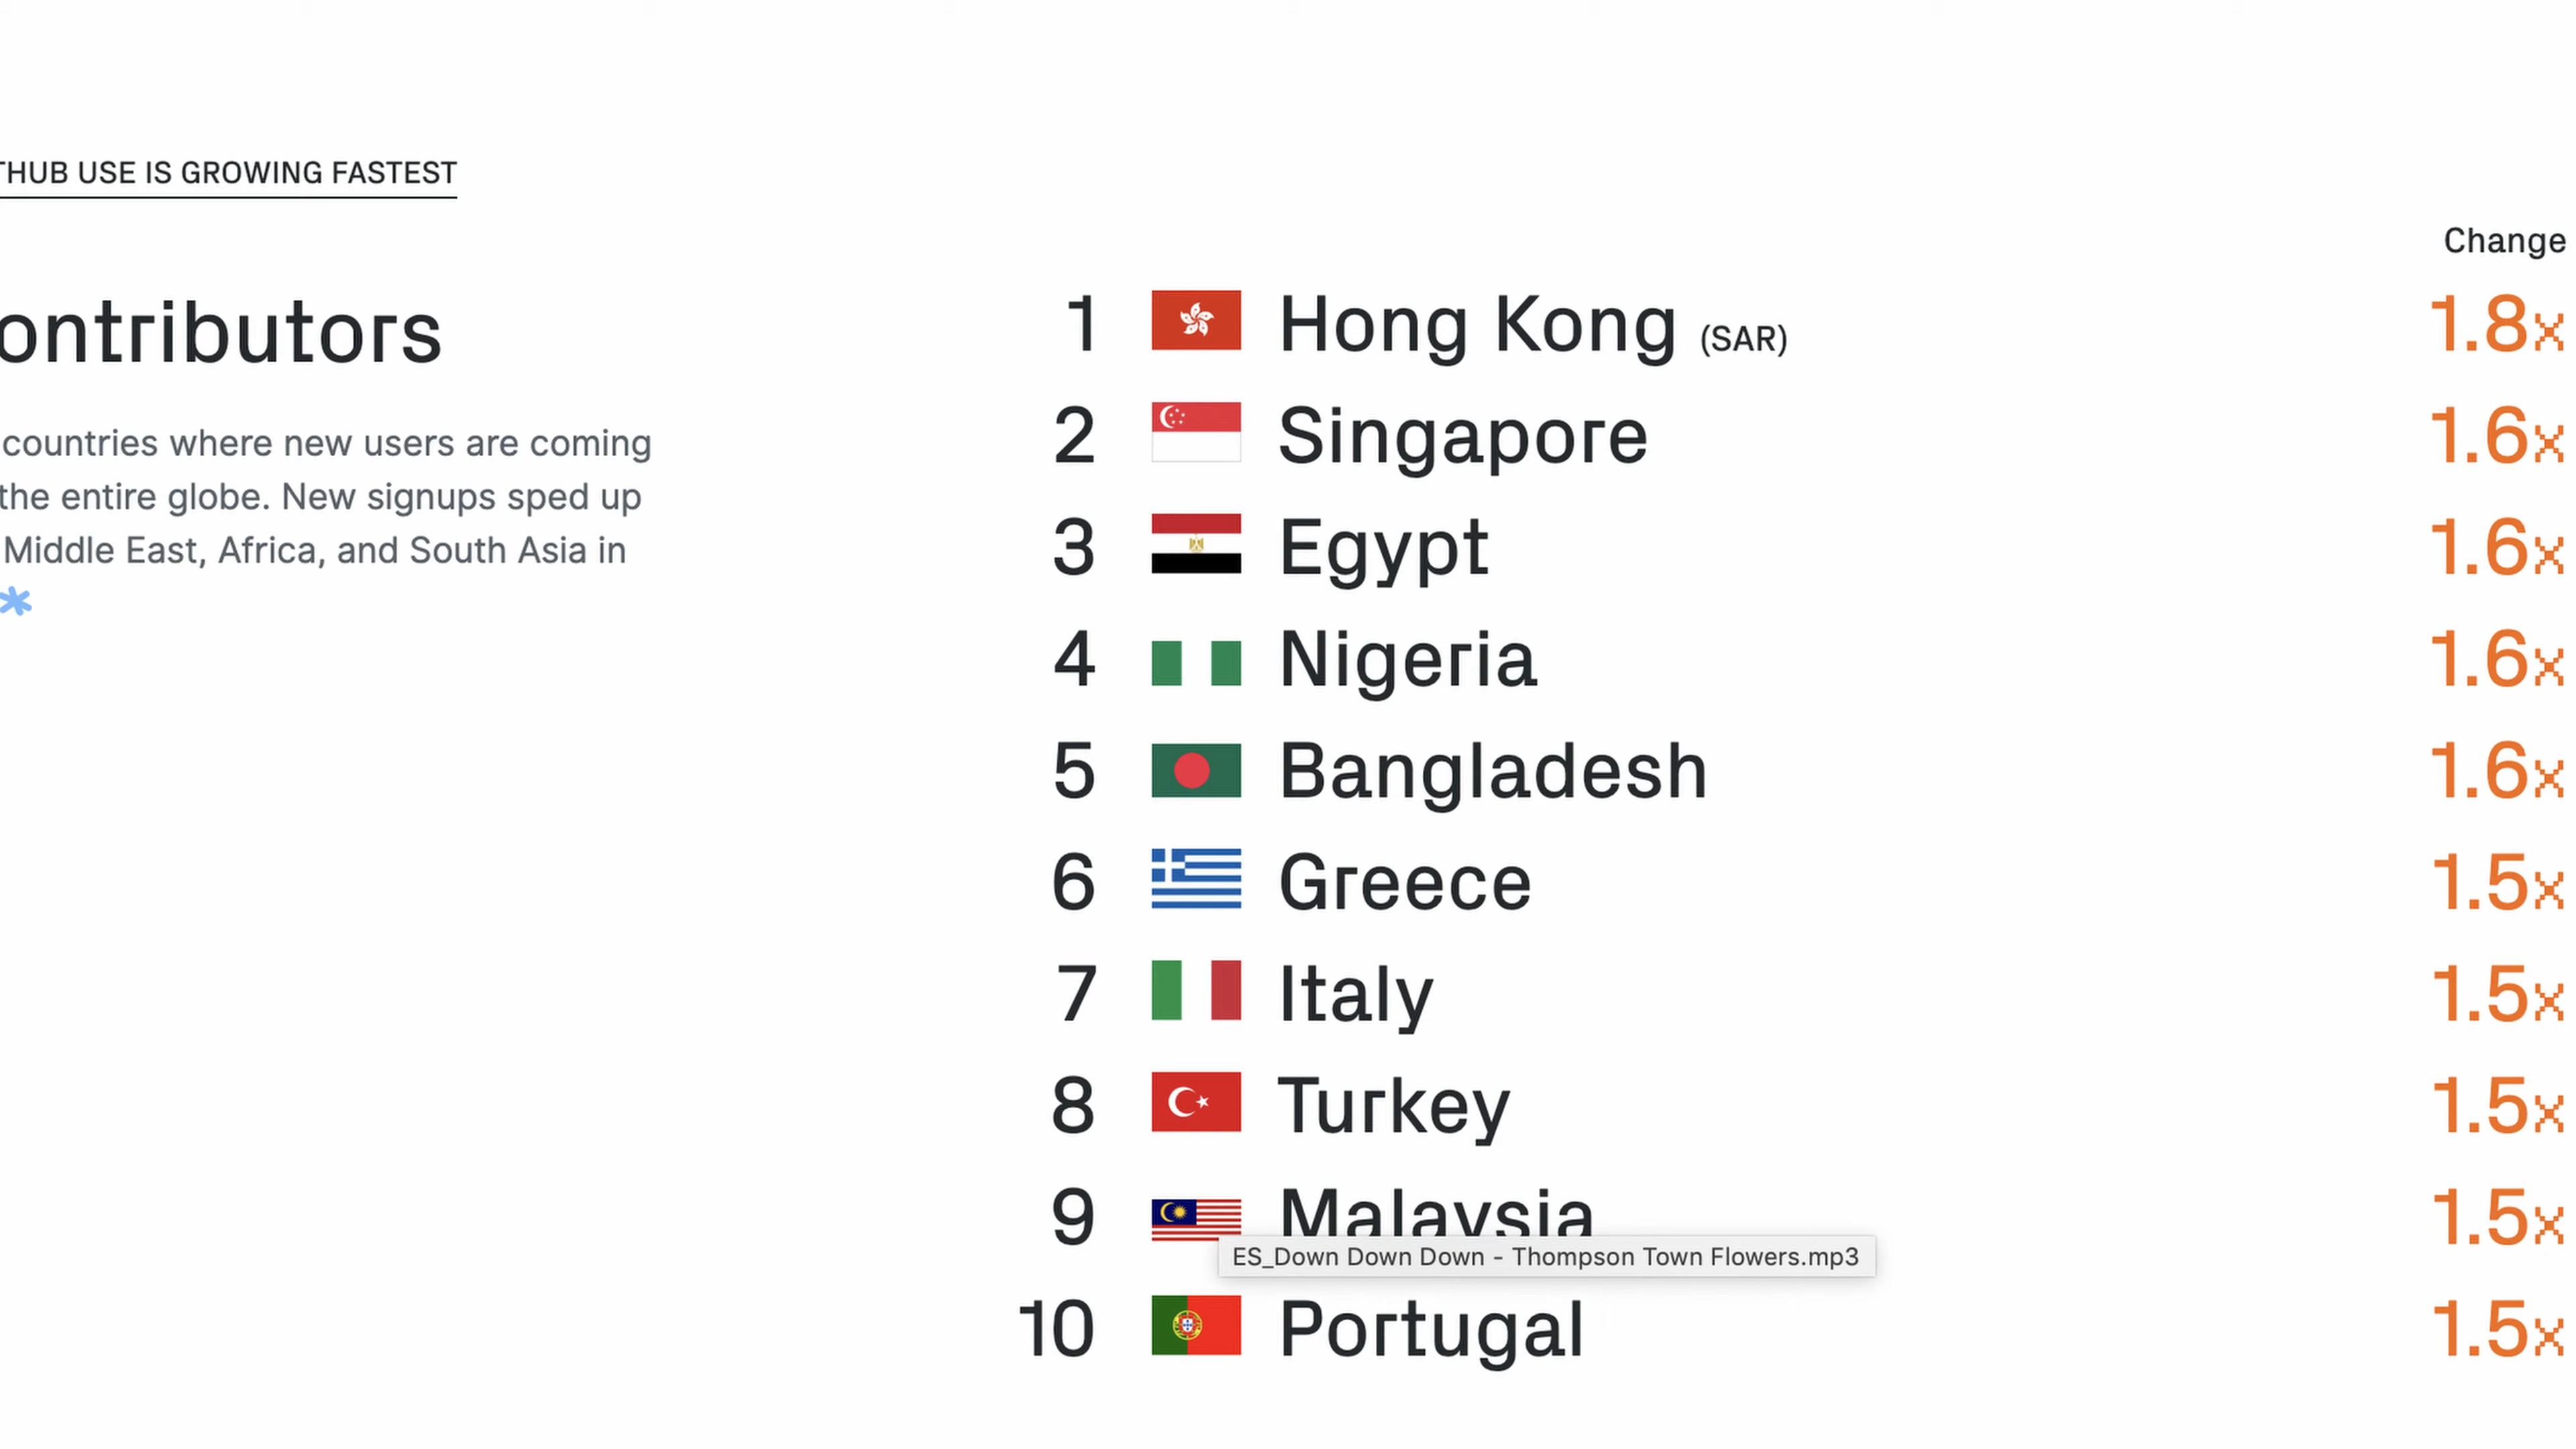 THUB USE IS GROWING FASTEST
ontributors
countries where new users are coming
the entire globe. New signups sped up
Middle East, Africa, and South Asia in
*
Change
1 Hong Kong (SAR) 1.8x
2 Singapore 1.6x
3 Egypt 1.6x
4 Nigeria 1.6x
5 Bangladesh 1.6x
6 Greece 1.5x
7 Italy 1.5x
8 Turkey 1.5x
9 Malaysia 1.5x
ES_Down Down Down - Thompson Town Flowers.mp3
10 Portugal 1.5x